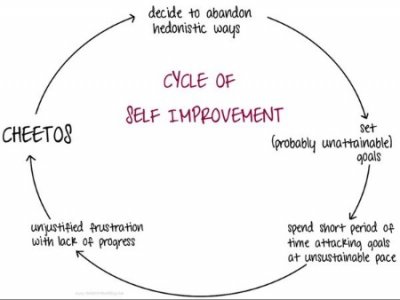 decide to abandon
hedonistic ways
CYCLE OF
SELF IMPROVEMENT
set
(probably unattainable)
goals
CHEETOS
unjustified frustration
with lack of progress
spend short period of
time attacking goals
at unsustainable pace